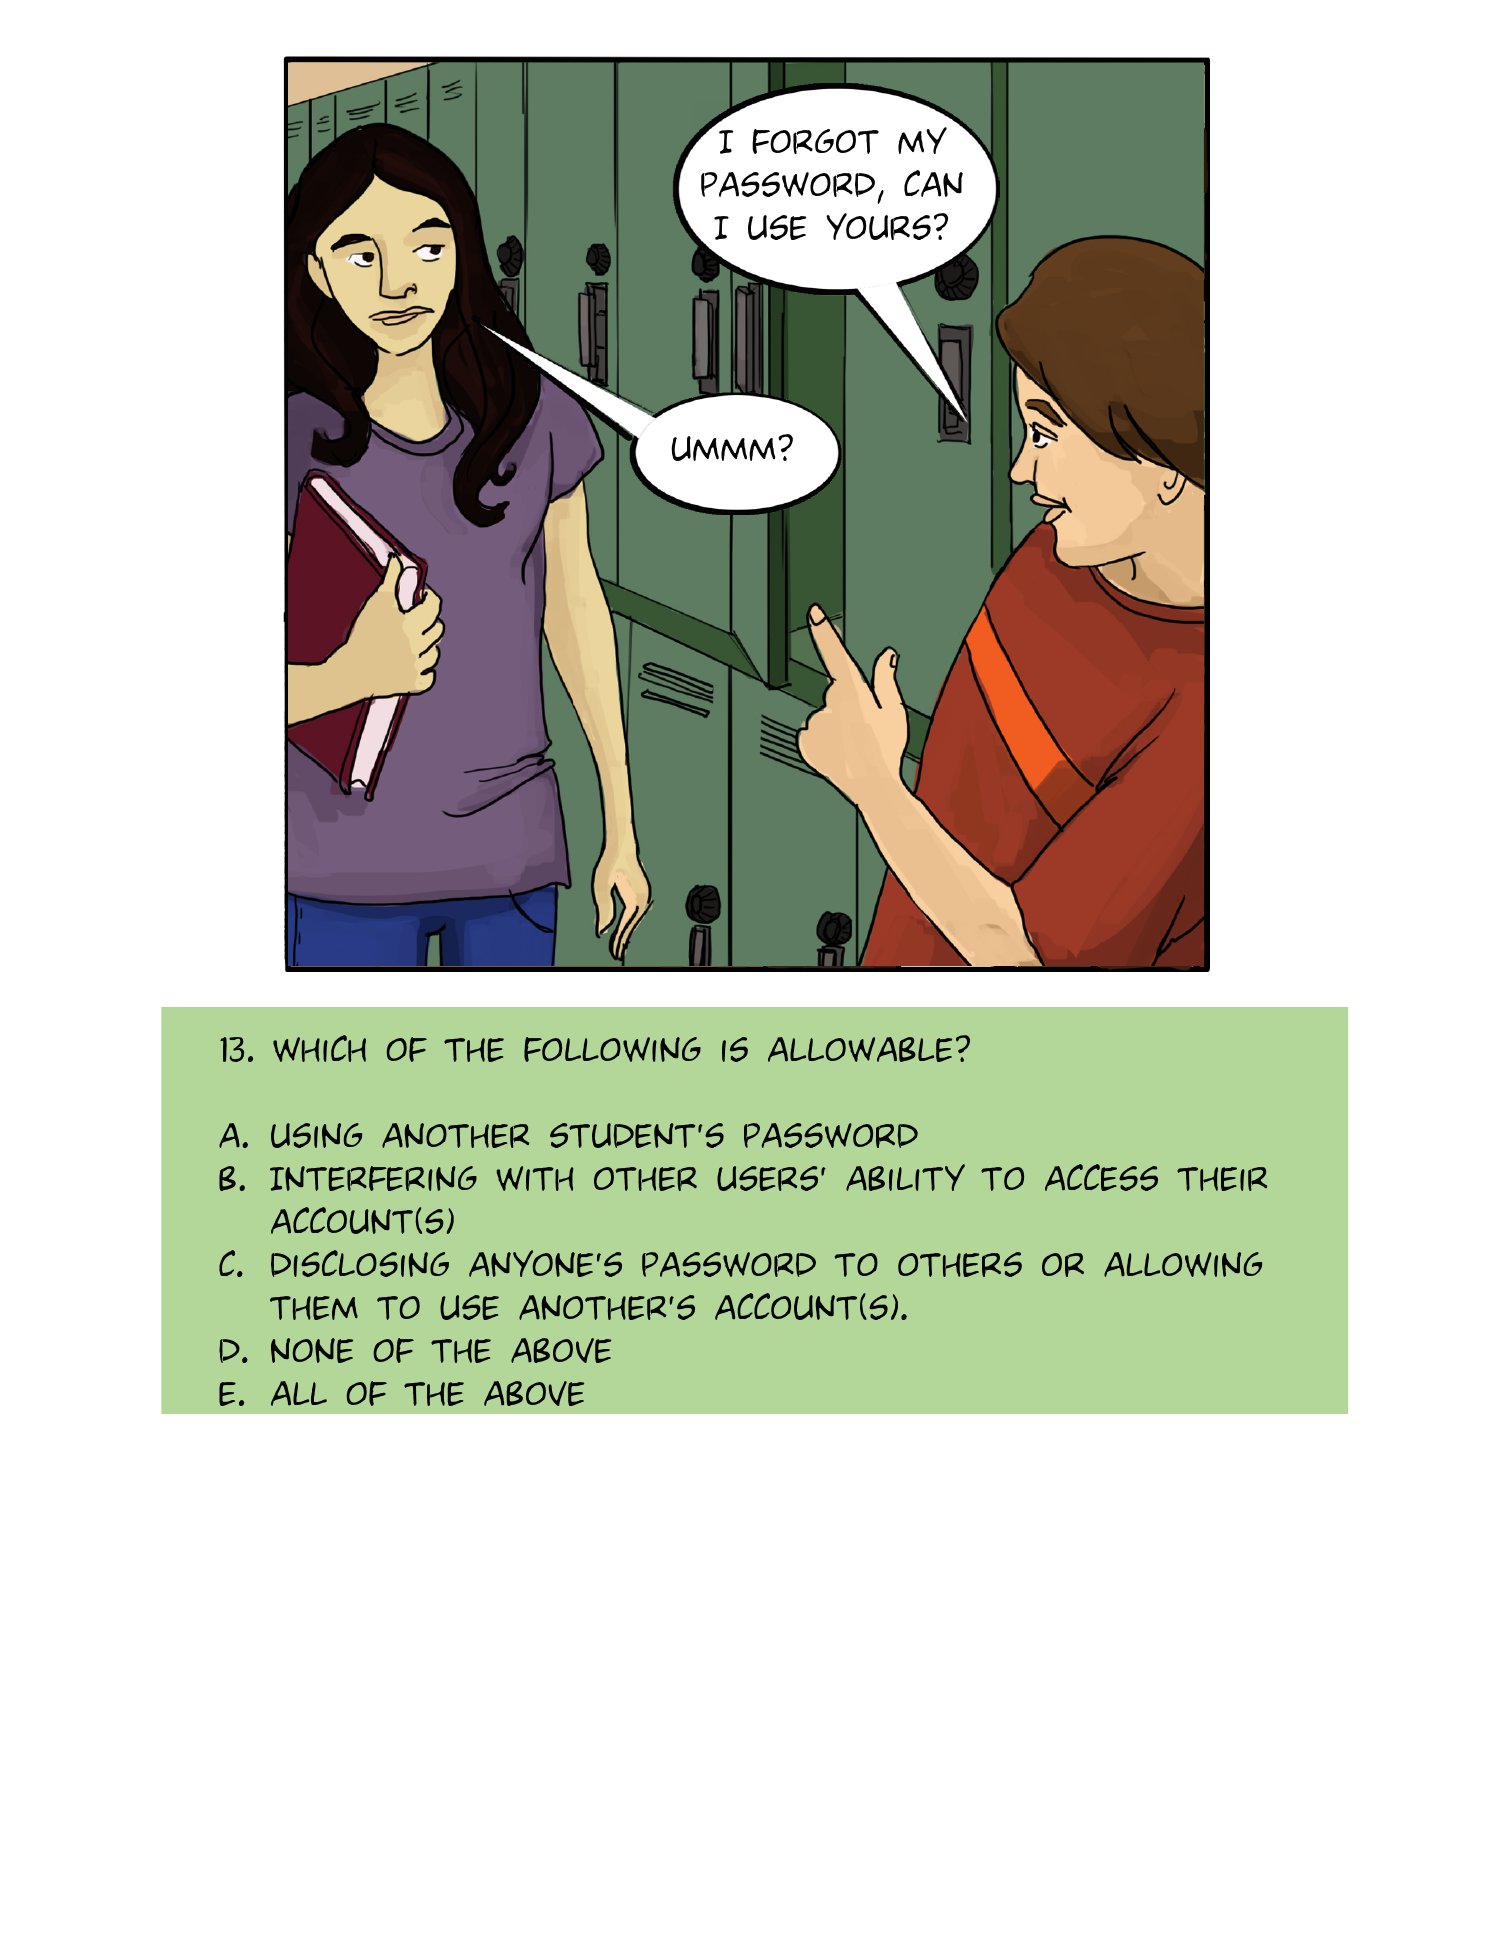 I FORGOT MY
PASSWORD, CAN
I USE YOURS?
UMMM?
13. WHICH OF THE FOLLOWING IS ALLOWABLE?
A. USING ANOTHER STUDENT'S PASSWORD
B. INTERFERING WITH OTHER USERS' ABILITY TO ACCESS THEIR
ACCOUNT(S)
C. DISCLOSING ANYONE'S PASSWORD TO OTHERS OR ALLOWING
THEM TO USE ANOTHER'S ACCOUNT(S).
D. NONE OF THE ABOVE
E. ALL OF THE ABOVE